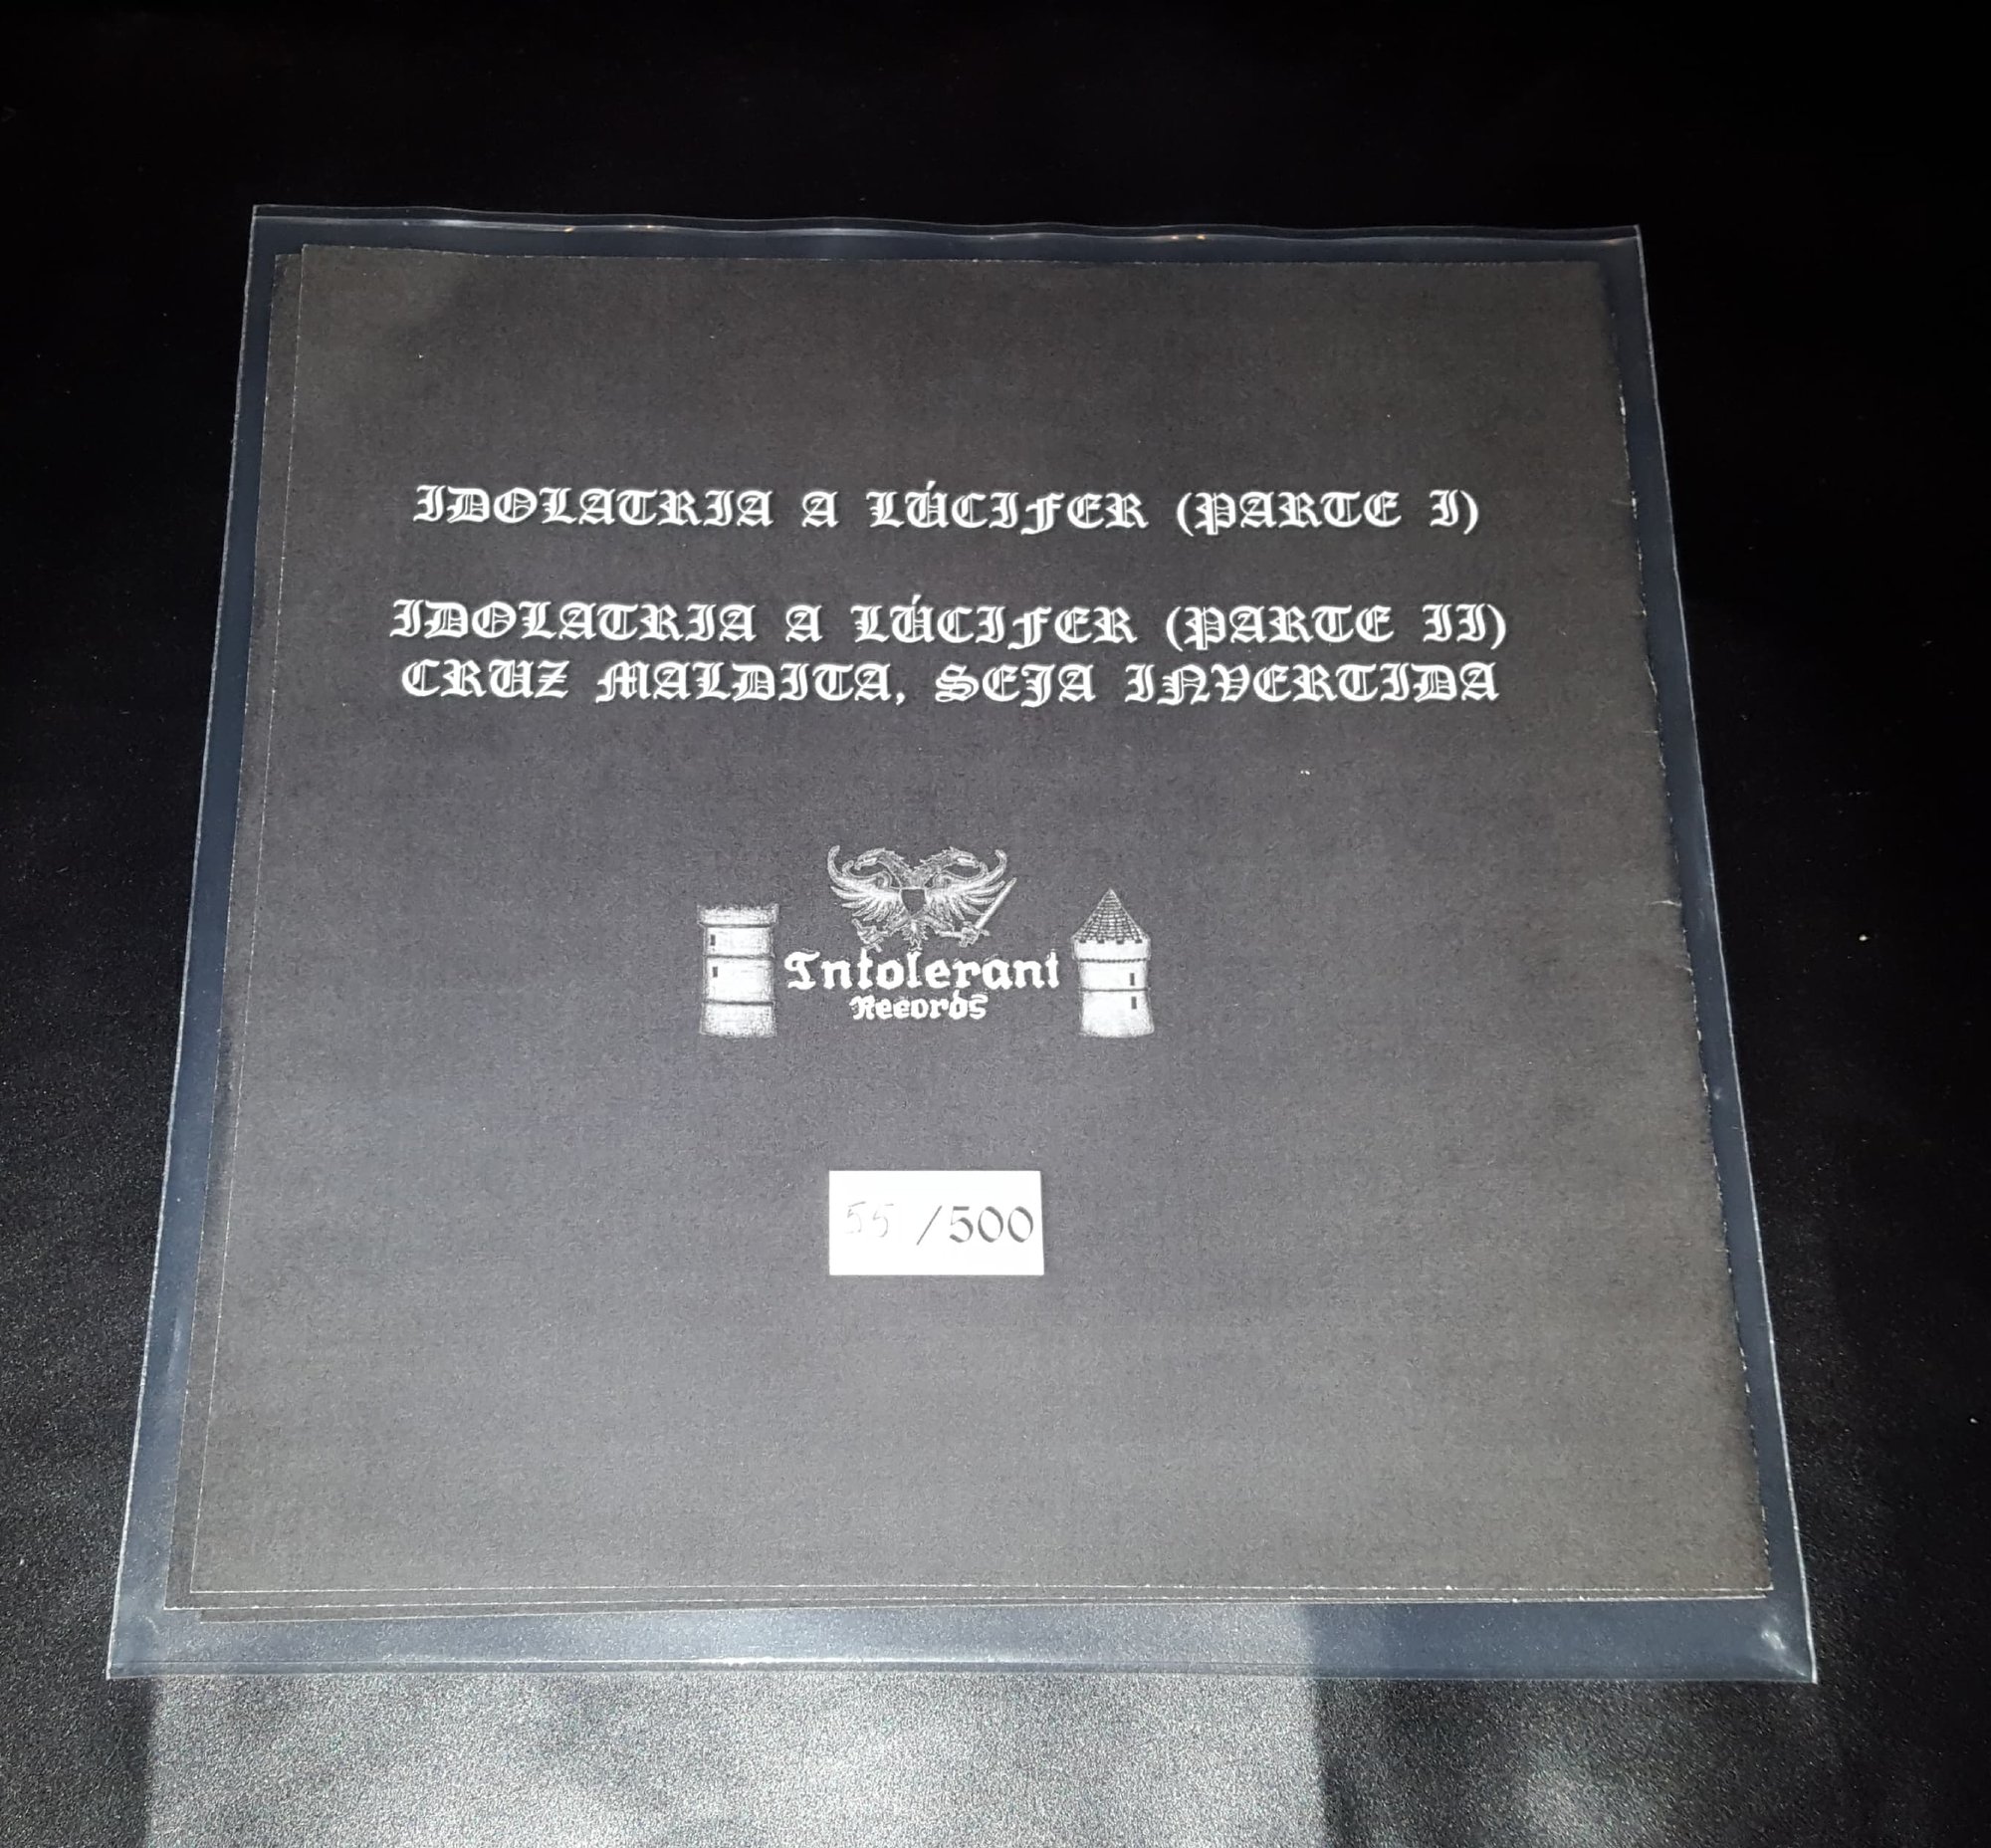 IDOLATRIA A LÚCIFER (PARTE I)
IDOLATRIA A LÚCIFER (PARTE II)
CRUZ MALDITA, SEJA INVERTIDA
Intolerant
Records
55 /500